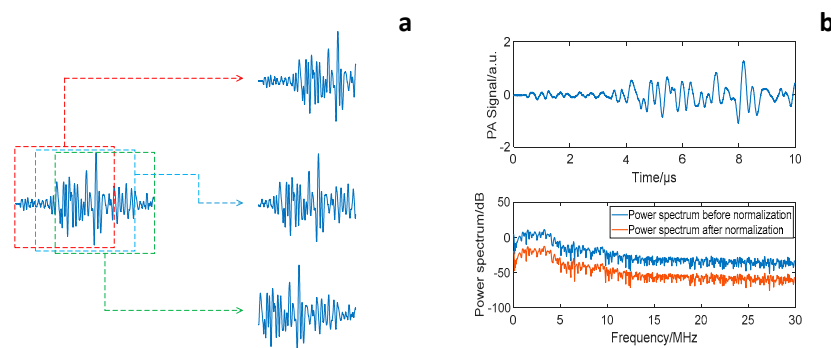 a
b
PA Signal/a.u.
2
0
-2
0 2 4 6 8 10
Time/μs
Power spectrum/dB
50
0
-50
-100
Power spectrum before normalization
Power spectrum after normalization
0 5 10 15 20 25 30
Frequency/MHz